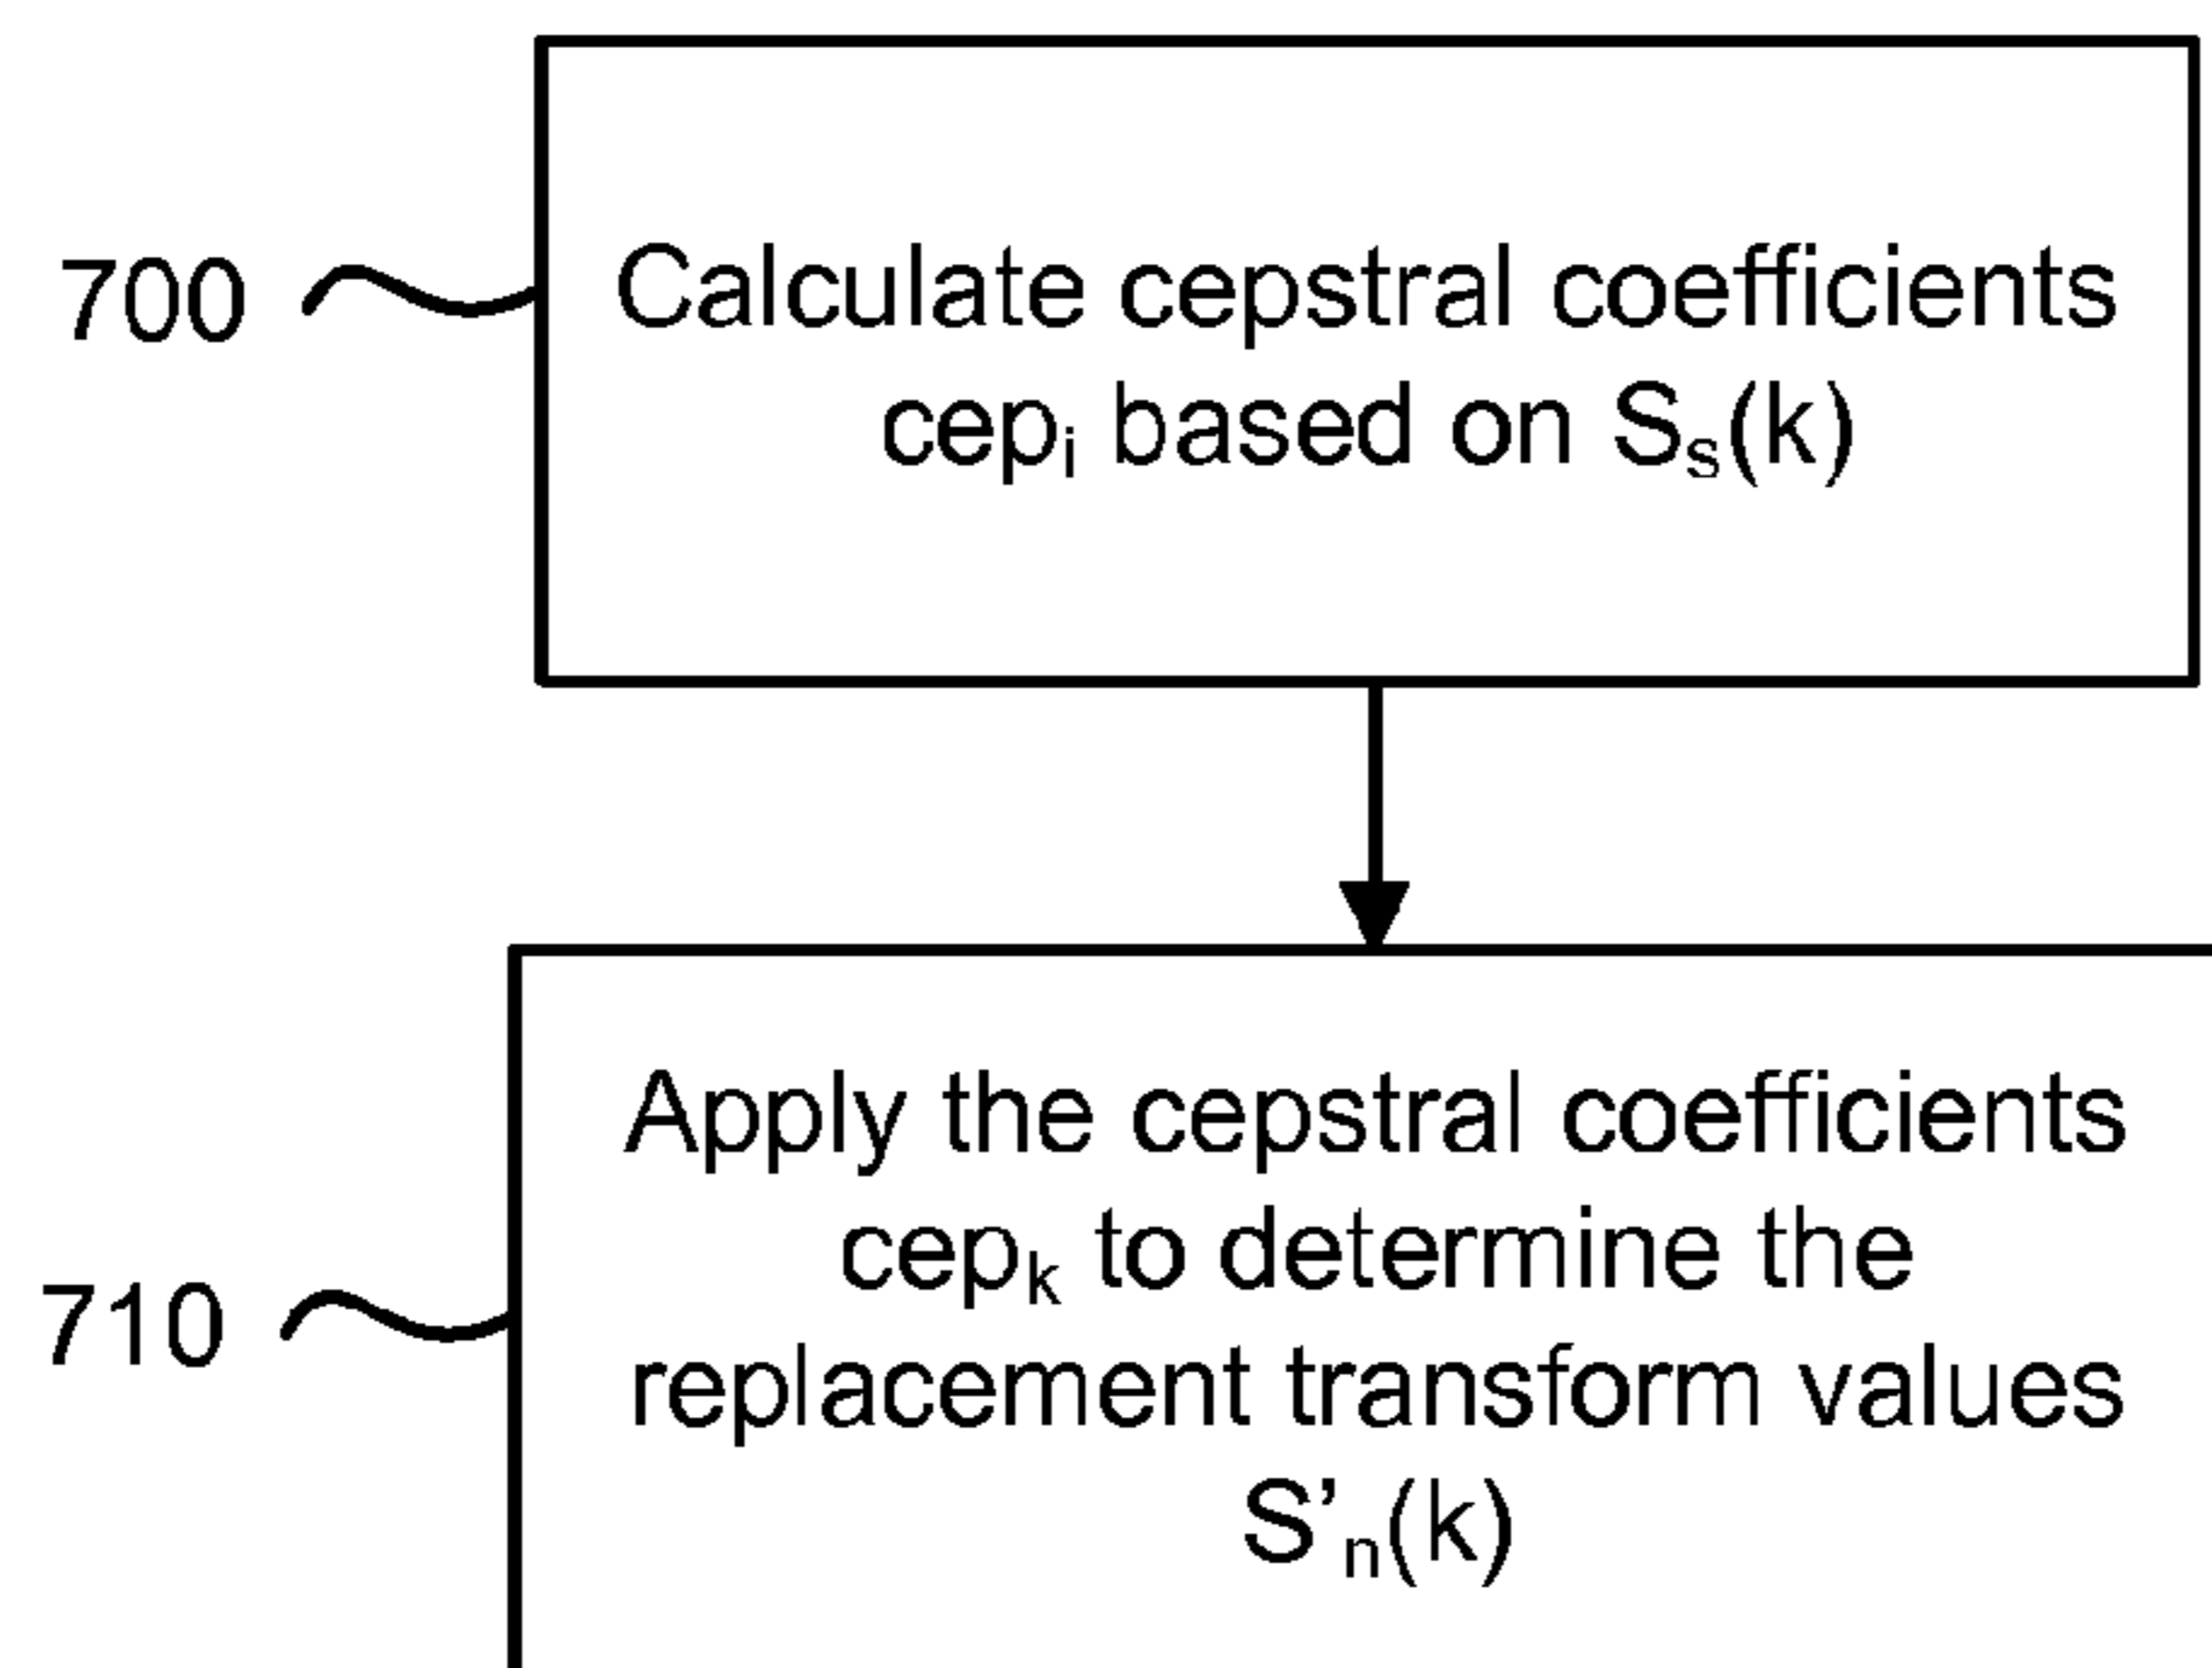 700
Calculate cepstral coefficients
cepᵢ based on Sₛ(k)
710
Apply the cepstral coefficients
cepₖ to determine the
replacement transform values
S’ₙ(k)